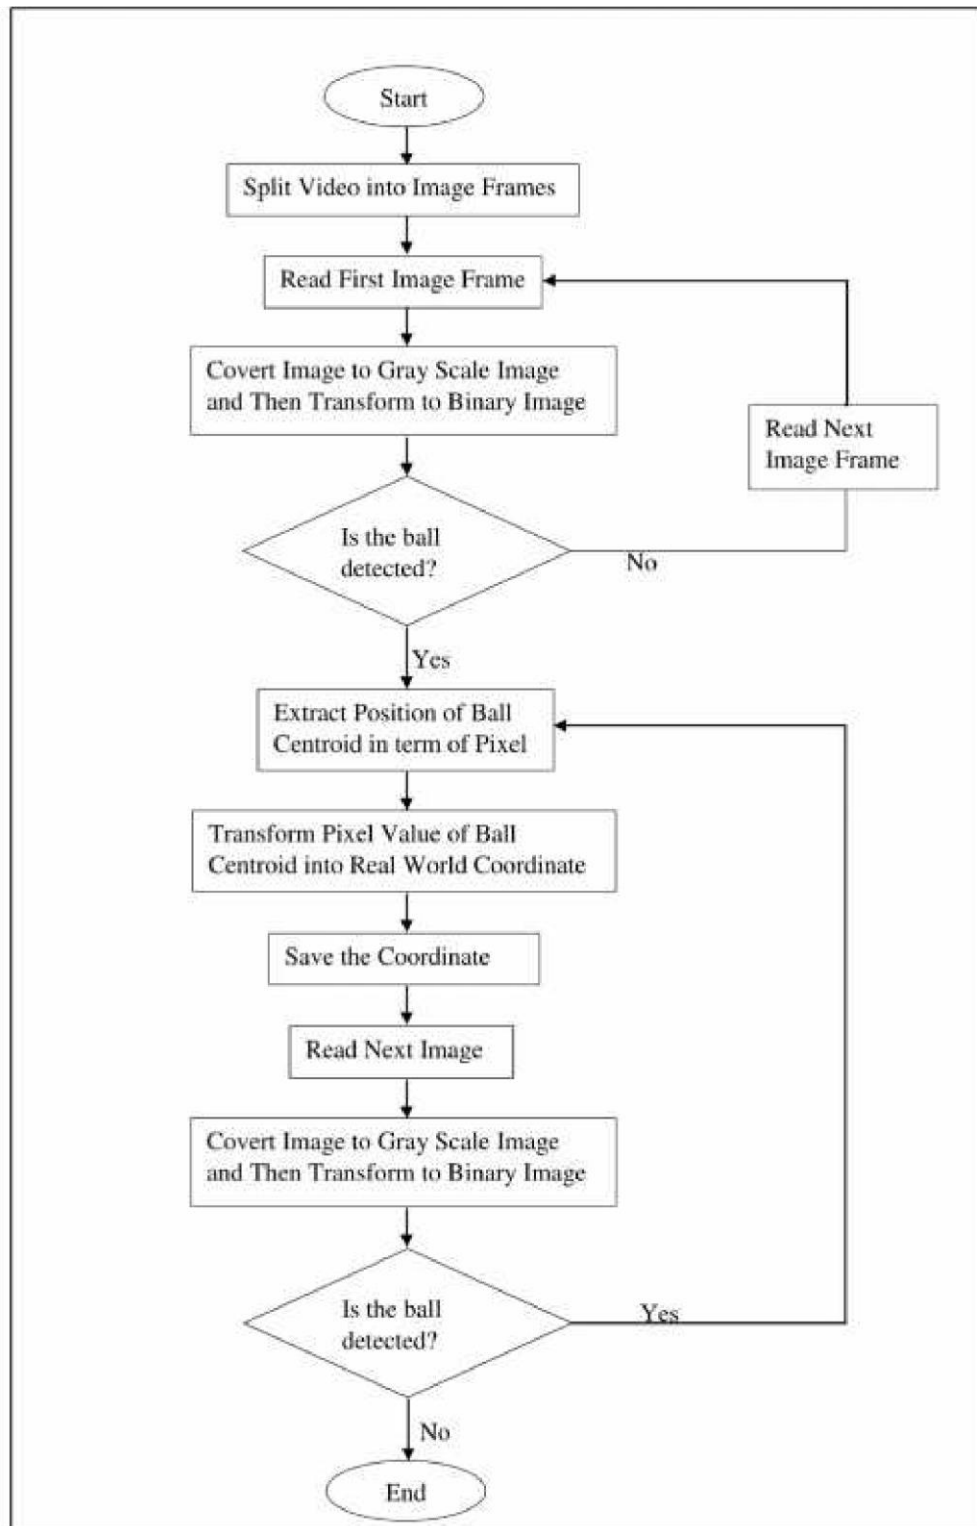 Start
Split Video into Image Frames
Read First Image Frame
Covert Image to Gray Scale Image
and Then Transform to Binary Image
Read Next
Image Frame
Is the ball
detected?
No
Yes
Extract Position of Ball
Centroid in term of Pixel
Transform Pixel Value of Ball
Centroid into Real World Coordinate
Save the Coordinate
Read Next Image
Covert Image to Gray Scale Image
and Then Transform to Binary Image
Is the ball
detected?
Yes
No
End